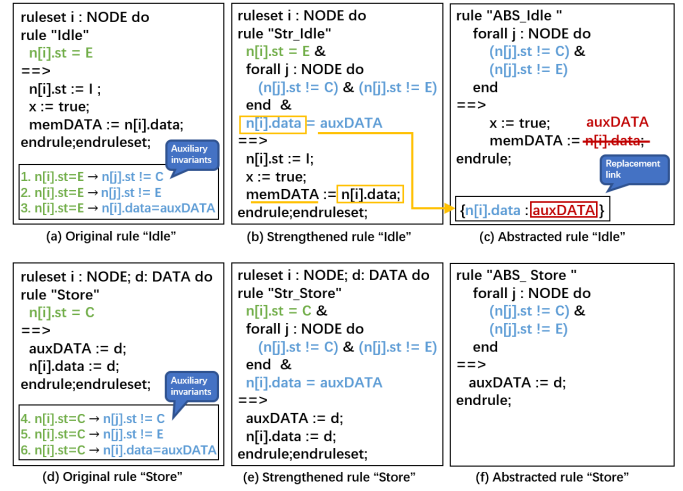 ruleset i : NODE do
rule "Idle"
n[i].st = E
==>
n[i].st := I ;
x := true;
memDATA := n[i].data;
endrule;endruleset;
Auxiliary
invariants
1. n[i].st=E → n[j].st != C
2. n[i].st=E → n[j].st != E
3. n[i].st=E → n[i].data=auxDATA
(a) Original rule “Idle”
ruleset i : NODE do
rule "Str_Idle"
n[i].st = E &
forall j : NODE do
(n[j].st != C) & (n[j].st != E)
end &
n[i].data = auxDATA
==>
n[i].st := I;
x := true;
memDATA := n[i].data;
endrule;endruleset;
(b) Strengthened rule “Idle”
rule "ABS_Idle"
forall j : NODE do
(n[j].st != C) &
(n[j].st != E)
end
==>
x := true; auxDATA
memDATA := n[i].data;
endrule;
Replacement
link
{n[i].data : auxDATA}
(c) Abstracted rule “Idle”
ruleset i : NODE; d: DATA do
rule "Store"
n[i].st = C
==>
auxDATA := d;
n[i].data := d;
endrule;endruleset;
Auxiliary
invariants
4. n[i].st=C → n[j].st != C
5. n[i].st=C → n[j].st != E
6. n[i].st=C → n[i].data=auxDATA
(d) Original rule “Store”
ruleset i : NODE; d: DATA do
rule "Str_Store"
n[i].st = C &
forall j : NODE do
(n[j].st != C) & (n[j].st != E)
end &
n[i].data = auxDATA
==>
auxDATA := d;
n[i].data := d;
endrule;endruleset;
(e) Strengthened rule “Store”
rule "ABS_ Store "
forall j : NODE do
(n[j].st != C) &
(n[j].st != E)
end
==>
auxDATA := d;
endrule;
(f) Abstracted rule “Store”